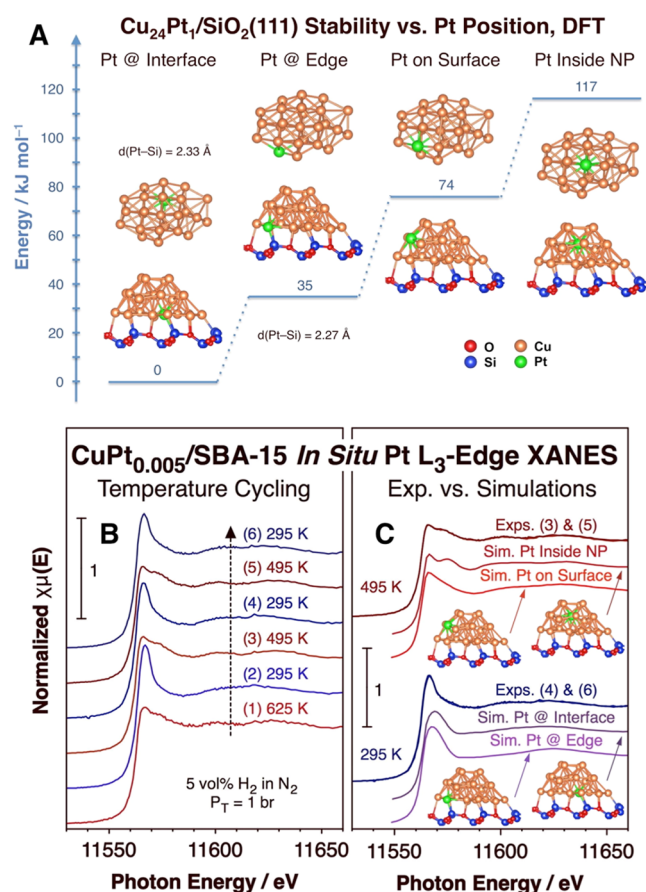 A
Cu24Pt1/SiO2(111) Stability vs. Pt Position, DFT
Pt @ Interface
Pt @ Edge
Pt on Surface
Pt Inside NP
Energy / kJ mol−1
120
100
80
60
40
20
0
d(Pt–Si) = 2.33 Å
0
35
d(Pt–Si) = 2.27 Å
74
117
O
Cu
Si
Pt
CuPt0.005/SBA-15 In Situ Pt L3-Edge XANES
Temperature Cycling
Exp. vs. Simulations
B
Normalized χμ(E)
1
(6) 295 K
(5) 495 K
(4) 295 K
(3) 495 K
(2) 295 K
(1) 625 K
5 vol% H2 in N2
PT = 1 br
11550
11600
11650
Photon Energy / eV
C
Exps. (3) & (5)
Sim. Pt Inside NP
495 K
Sim. Pt on Surface
1
Exps. (4) & (6)
Sim. Pt @ Interface
295 K
Sim. Pt @ Edge
11550
11600
11650
Photon Energy / eV